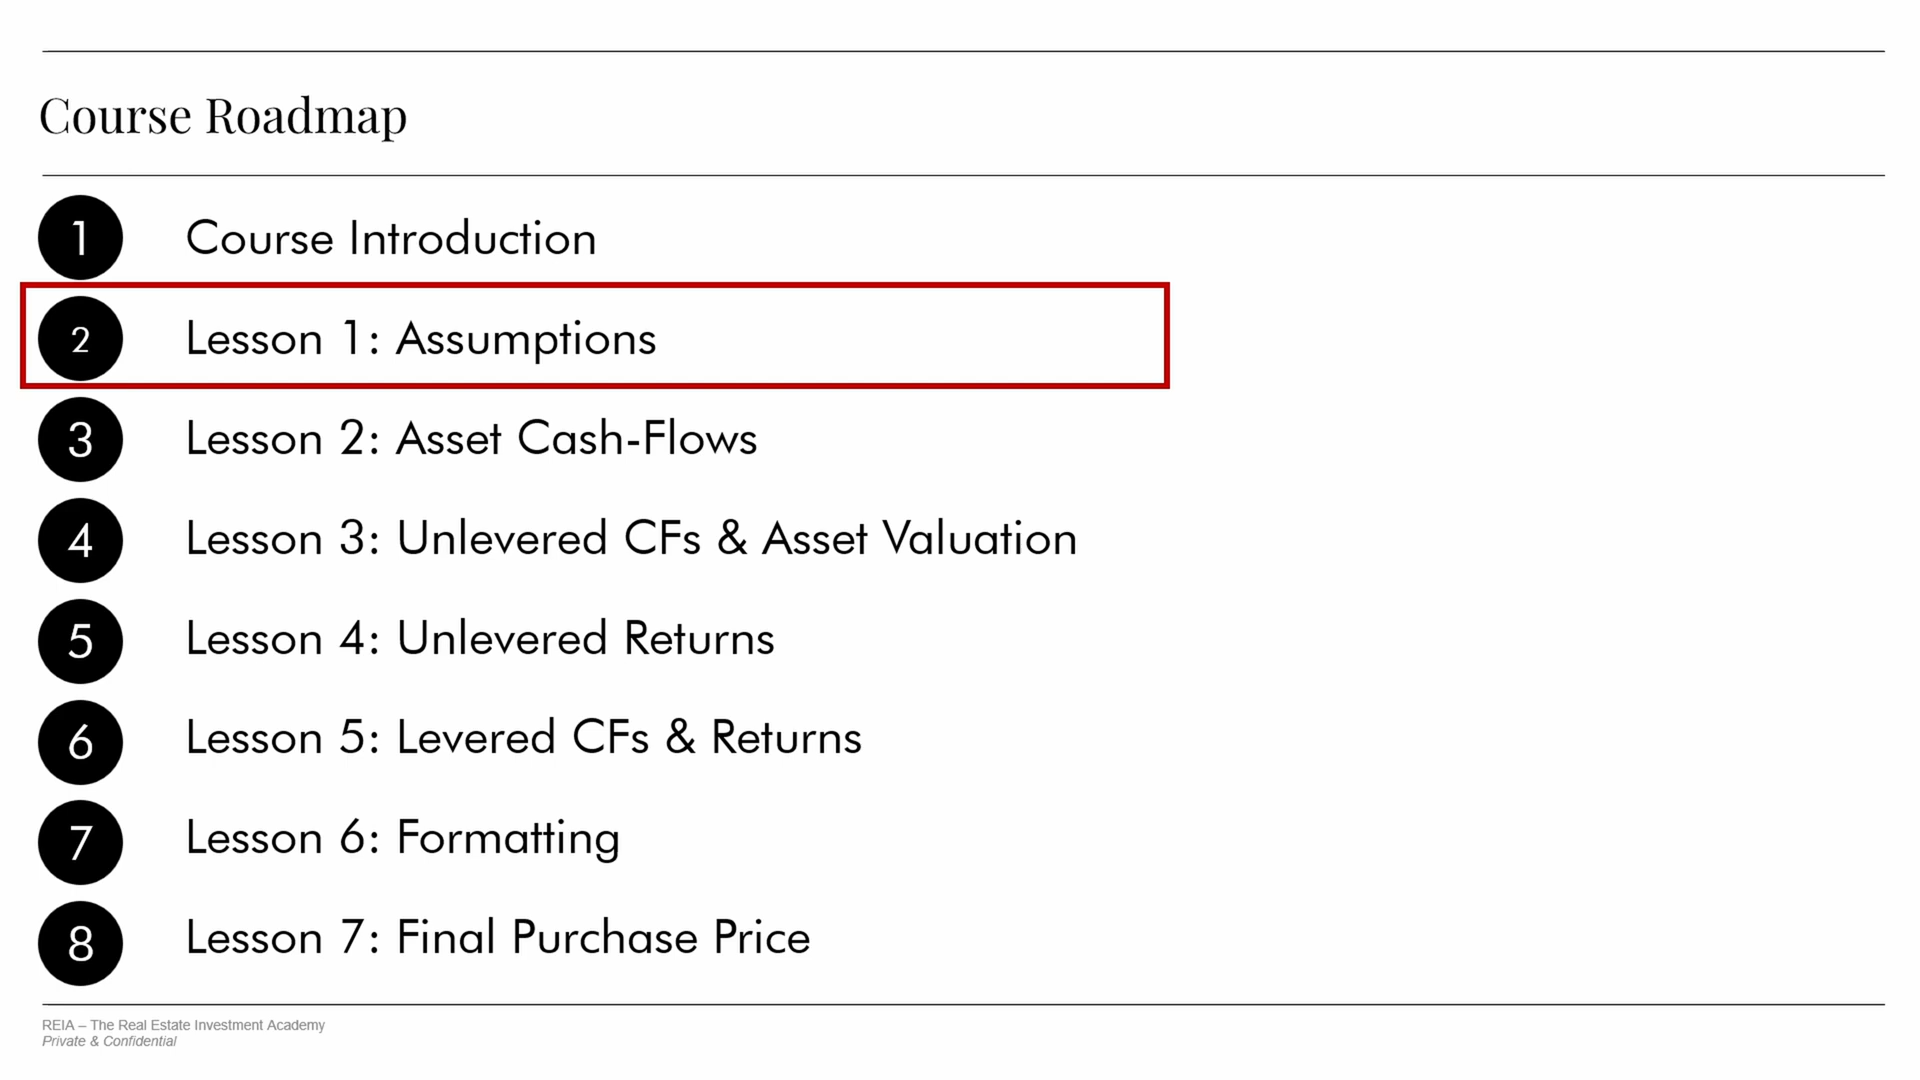 Course Roadmap
1 Course Introduction
2 Lesson 1: Assumptions
3 Lesson 2: Asset Cash-Flows
4 Lesson 3: Unlevered CFs & Asset Valuation
5 Lesson 4: Unlevered Returns
6 Lesson 5: Levered CFs & Returns
7 Lesson 6: Formatting
8 Lesson 7: Final Purchase Price
REIA – The Real Estate Investment Academy
Private & Confidential